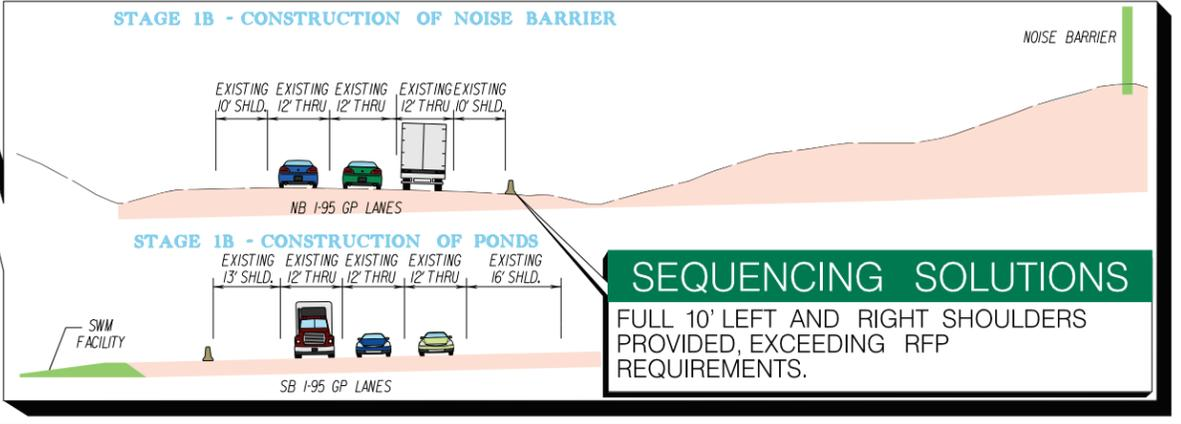 STAGE 1B - CONSTRUCTION OF NOISE BARRIER
NOISE BARRIER
EXISTING EXISTING EXISTING EXISTING EXISTING
10' SHLD. 12' THRU 12' THRU 12' THRU 10' SHLD.
NB I-95 GP LANES
STAGE 1B - CONSTRUCTION OF PONDS
EXISTING EXISTING EXISTING EXISTING EXISTING
13' SHLD. 12' THRU 12' THRU 12' THRU 16' SHLD.
SWM
FACILITY
SB I-95 GP LANES
SEQUENCING SOLUTIONS
FULL 10' LEFT AND RIGHT SHOULDERS
PROVIDED, EXCEEDING RFP
REQUIREMENTS.